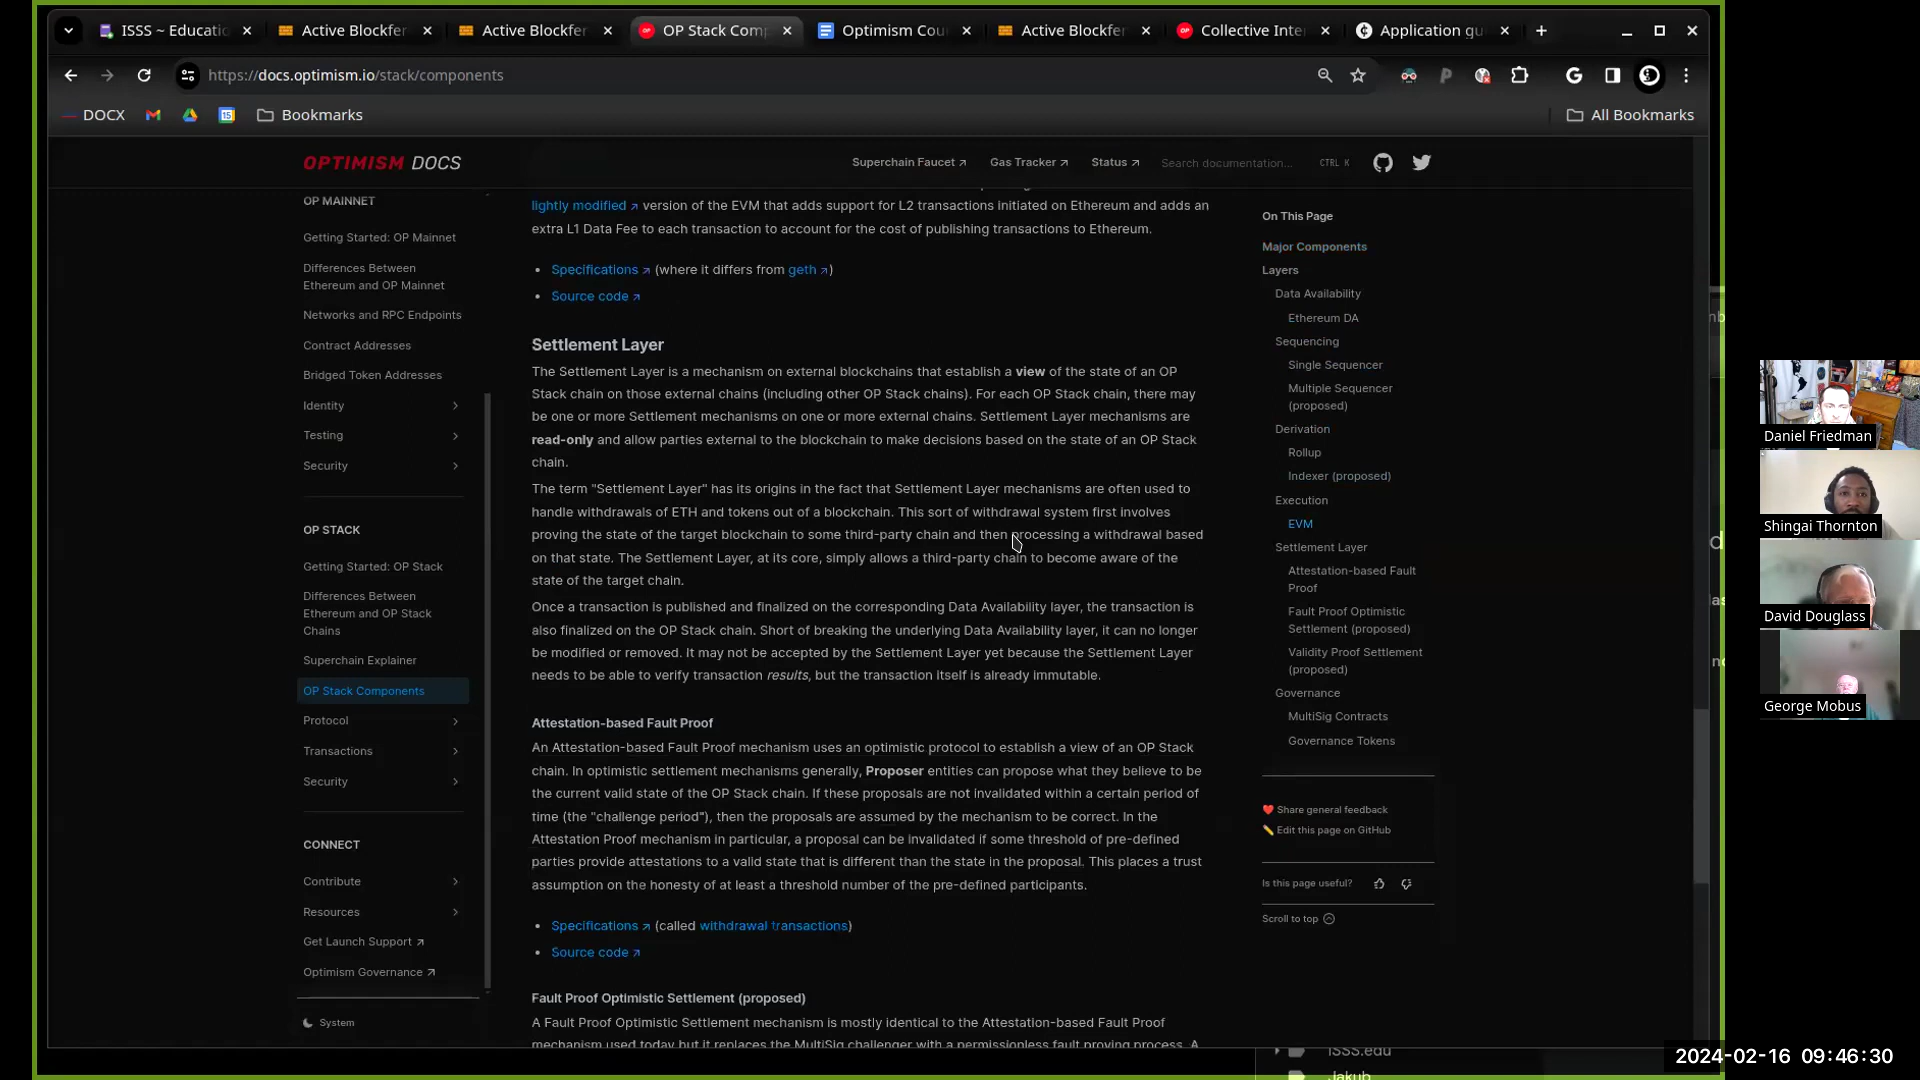 ISSS ~ Educatio
Active Blockfer
Active Blockfer
OP Stack Comp
Optimism Cou
Active Blockfer
Collective Inte
Application gu
https://docs.optimism.io/stack/components
DOCX
Bookmarks
All Bookmarks
OPTIMISM DOCS
Superchain Faucet ↗
Gas Tracker ↗
Status ↗
Search documentation...
CTRL K
OP MAINNET
Getting Started: OP Mainnet
Differences Between
Ethereum and OP Mainnet
Networks and RPC Endpoints
Contract Addresses
Bridged Token Addresses
Identity
Testing
Security
OP STACK
Getting Started: OP Stack
Differences Between
Ethereum and OP Stack
Chains
Superchain Explainer
OP Stack Components
Protocol
Transactions
Security
CONNECT
Contribute
Resources
Get Launch Support ↗
Optimism Governance ↗
System
lightly modified ↗ version of the EVM that adds support for L2 transactions initiated on Ethereum and adds an
extra L1 Data Fee to each transaction to account for the cost of publishing transactions to Ethereum.
• Specifications ↗ (where it differs from geth ↗)
• Source code ↗
Settlement Layer
The Settlement Layer is a mechanism on external blockchains that establish a view of the state of an OP
Stack chain on those external chains (including other OP Stack chains). For each OP Stack chain, there may
be one or more Settlement mechanisms on one or more external chains. Settlement Layer mechanisms are
read-only and allow parties external to the blockchain to make decisions based on the state of an OP Stack
chain.
The term "Settlement Layer" has its origins in the fact that Settlement Layer mechanisms are often used to
handle withdrawals of ETH and tokens out of a blockchain. This sort of withdrawal system first involves
proving the state of the target blockchain to some third-party chain and then processing a withdrawal based
on that state. The Settlement Layer, at its core, simply allows a third-party chain to become aware of the
state of the target chain.
Once a transaction is published and finalized on the corresponding Data Availability layer, the transaction is
also finalized on the OP Stack chain. Short of breaking the underlying Data Availability layer, it can no longer
be modified or removed. It may not be accepted by the Settlement Layer yet because the Settlement Layer
needs to be able to verify transaction results, but the transaction itself is already immutable.
Attestation-based Fault Proof
An Attestation-based Fault Proof mechanism uses an optimistic protocol to establish a view of an OP Stack
chain. In optimistic settlement mechanisms generally, Proposer entities can propose what they believe to be
the current valid state of the OP Stack chain. If these proposals are not invalidated within a certain period of
time (the "challenge period"), then the proposals are assumed by the mechanism to be correct. In the
Attestation Proof mechanism in particular, a proposal can be invalidated if some threshold of pre-defined
parties provide attestations to a valid state that is different than the state in the proposal. This places a trust
assumption on the honesty of at least a threshold number of the pre-defined participants.
• Specifications ↗ (called withdrawal transactions)
• Source code ↗
Fault Proof Optimistic Settlement (proposed)
A Fault Proof Optimistic Settlement mechanism is mostly identical to the Attestation-based Fault Proof
mechanism used today but it replaces the MultiSig challenger with a permissionless fault proving process. A
On This Page
Major Components
Layers
Data Availability
Ethereum DA
Sequencing
Single Sequencer
Multiple Sequencer
(proposed)
Derivation
Rollup
Indexer (proposed)
Execution
EVM
Settlement Layer
Attestation-based Fault
Proof
Fault Proof Optimistic
Settlement (proposed)
Validity Proof Settlement
(proposed)
Governance
MultiSig Contracts
Governance Tokens
Share general feedback
Edit this page on GitHub
Is this page useful?
Scroll to top
ISSS.edu
Jakub
Daniel Friedman
Shingai Thornton
David Douglass
George Mobus
2024-02-16 09:46:30